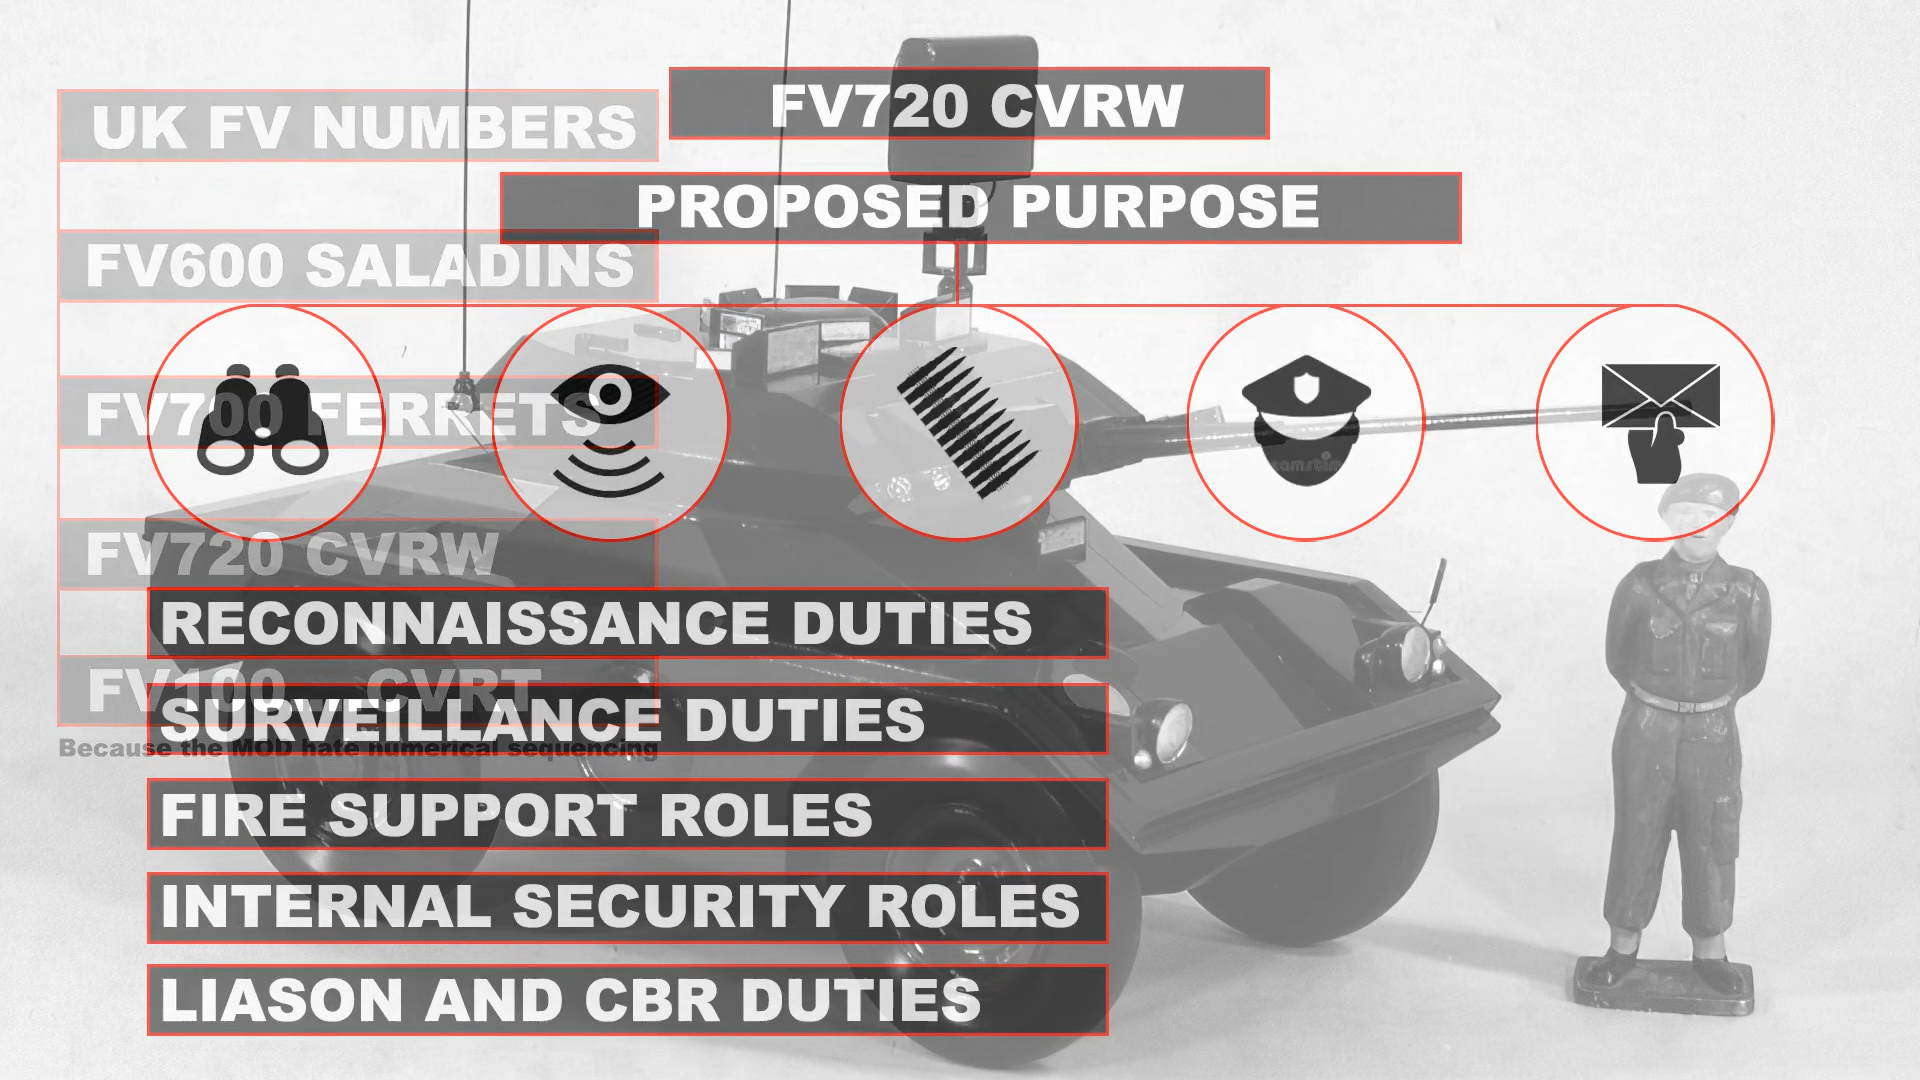 FV720 CVRW
PROPOSED PURPOSE
UK FV NUMBERS
FV600 SALADINS
FV700 FERRETS
FV720 CVRW
FV100 CVRT
Because the MOD hate numerical sequencing
RECONNAISSANCE DUTIES
SURVEILLANCE DUTIES
FIRE SUPPORT ROLES
INTERNAL SECURITY ROLES
LIASON AND CBR DUTIES